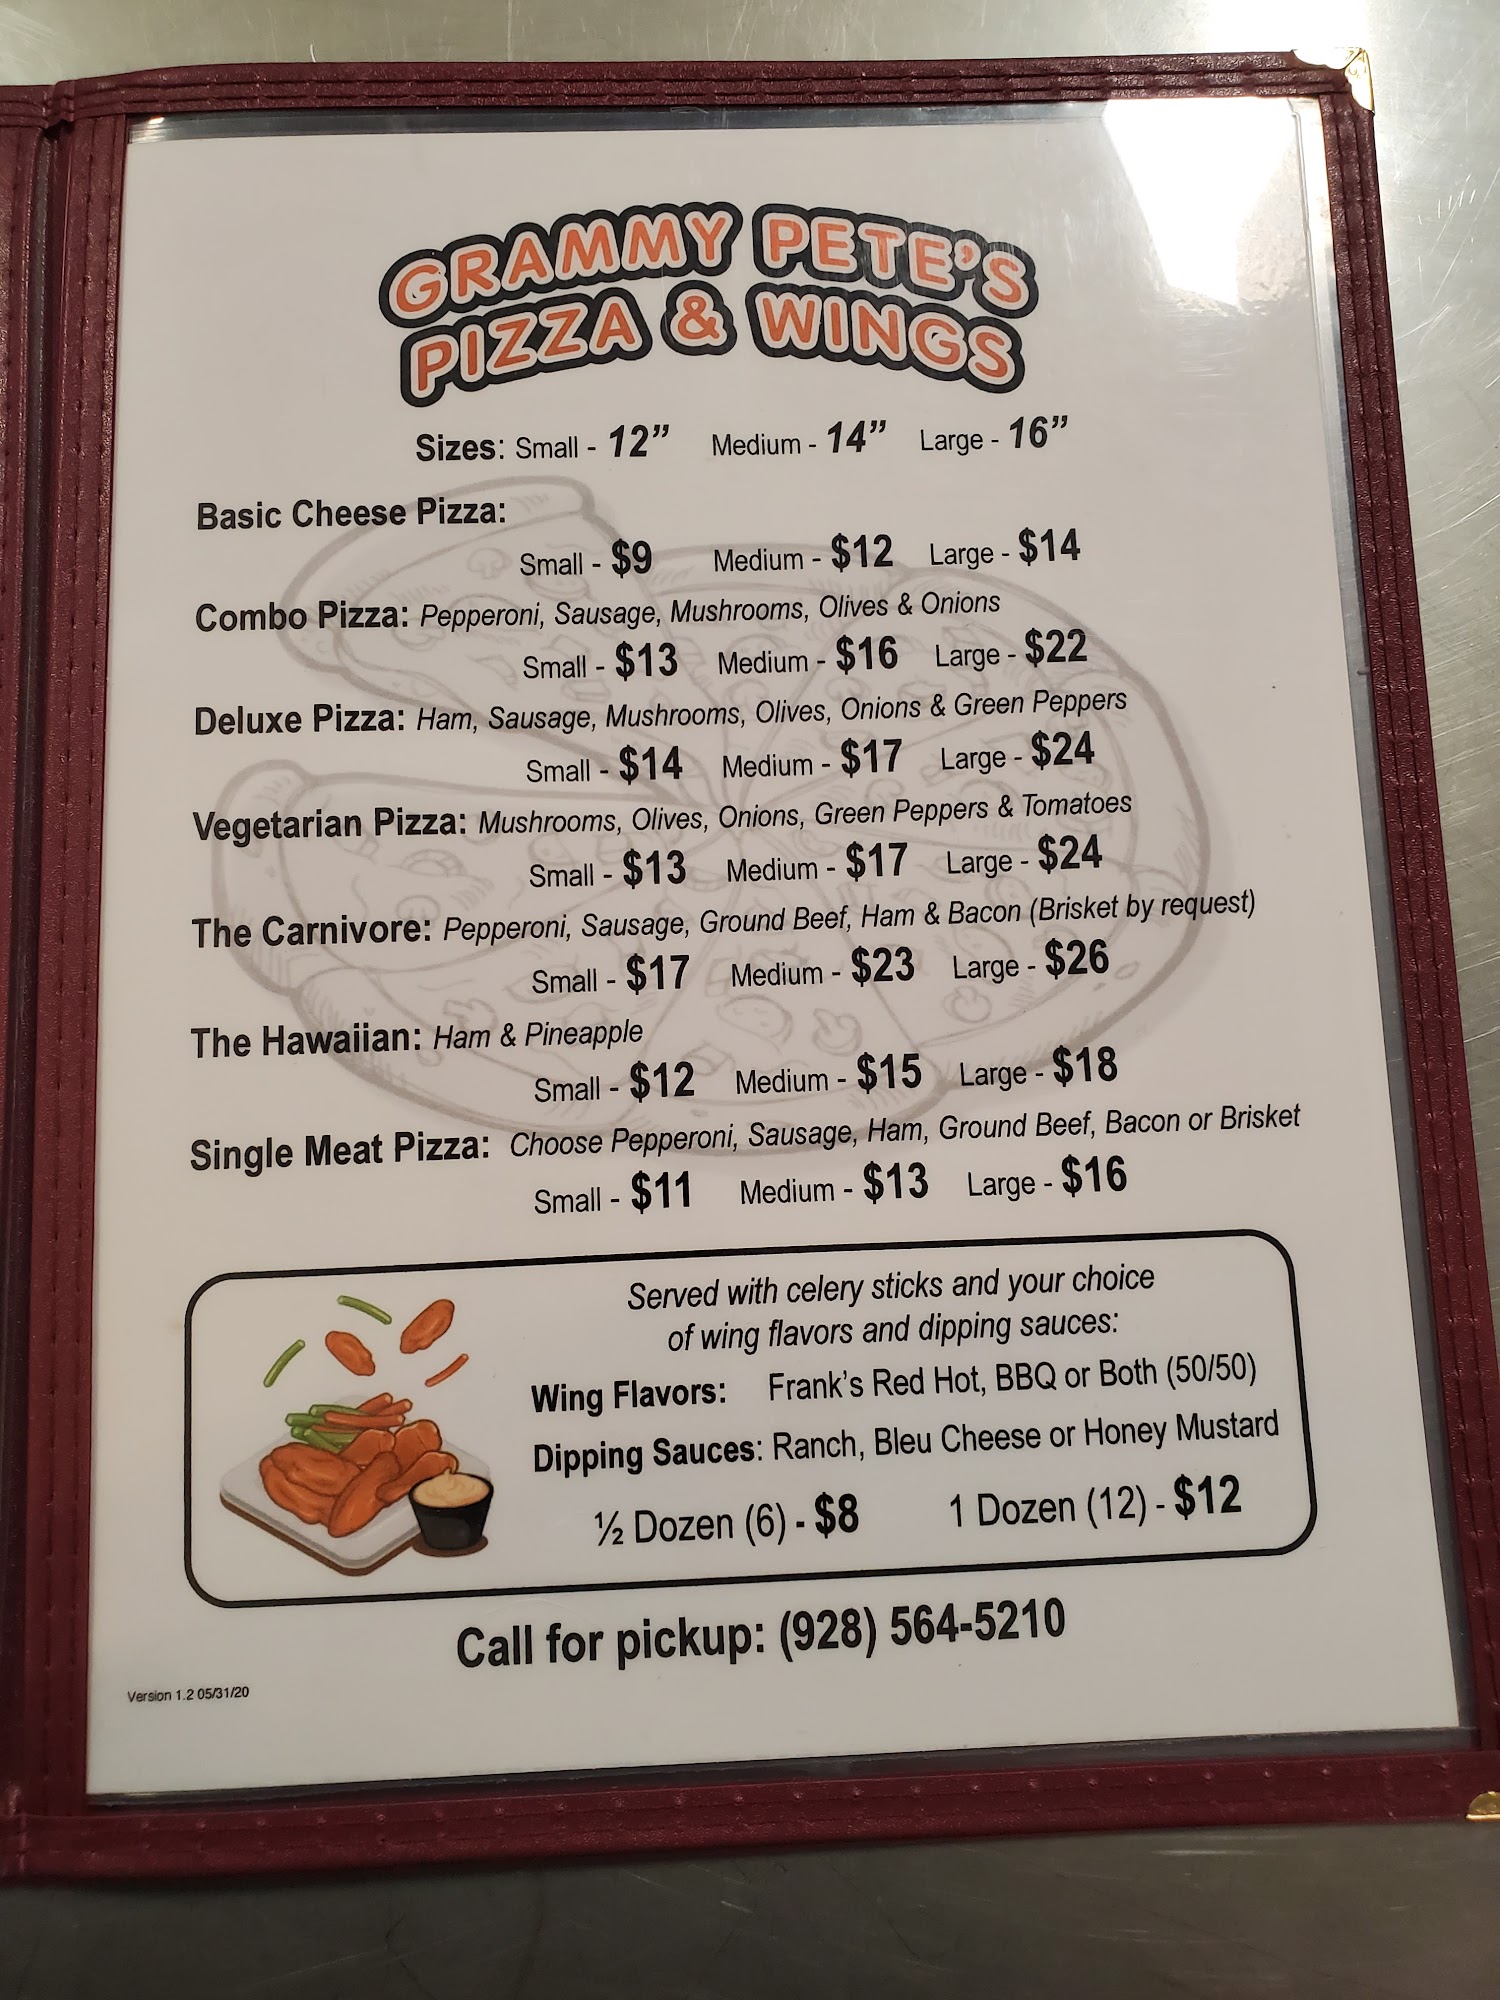 GRAMMY PETE'S
PIZZA & WINGS
Sizes: Small - 12" Medium - 14" Large - 16"
Basic Cheese Pizza:
Small - $9 Medium - $12 Large - $14
Combo Pizza: Pepperoni, Sausage, Mushrooms, Olives & Onions
Small - $13 Medium - $16 Large - $22
Deluxe Pizza: Ham, Sausage, Mushrooms, Olives, Onions & Green Peppers
Small - $14 Medium - $17 Large - $24
Vegetarian Pizza: Mushrooms, Olives, Onions, Green Peppers & Tomatoes
Small - $13 Medium - $17 Large - $24
The Carnivore: Pepperoni, Sausage, Ground Beef, Ham & Bacon (Brisket by request)
Small - $17 Medium - $23 Large - $26
The Hawaiian: Ham & Pineapple
Small - $12 Medium - $15 Large - $18
Single Meat Pizza: Choose Pepperoni, Sausage, Ham, Ground Beef, Bacon or Brisket
Small - $11 Medium - $13 Large - $16
Served with celery sticks and your choice
of wing flavors and dipping sauces:
Wing Flavors: Frank's Red Hot, BBQ or Both (50/50)
Dipping Sauces: Ranch, Bleu Cheese or Honey Mustard
½ Dozen (6) - $8 1 Dozen (12) - $12
Call for pickup: (928) 564-5210
Version 1.2 05/31/20